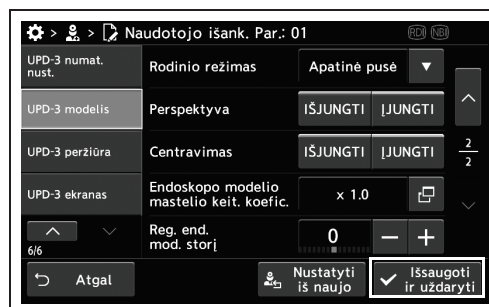 > > Naudotojo išank. Par.: 01 RDI NBI
UPD-3 numat.
nust.
UPD-3 modelis
UPD-3 peržiūra
UPD-3 ekranas
6/6
Rodinio režimas Apatinė pusė ▼
Perspektyva IŠJUNGTI ĮJUNGTI
Centravimas IŠJUNGTI ĮJUNGTI
Endoskopo modelio
mastelio keit. koefic. x 1.0
Reg. end.
mod. storį 0 − +
2
2
Atgal
Nustatyti
iš naujo
Išsaugoti
ir uždaryti